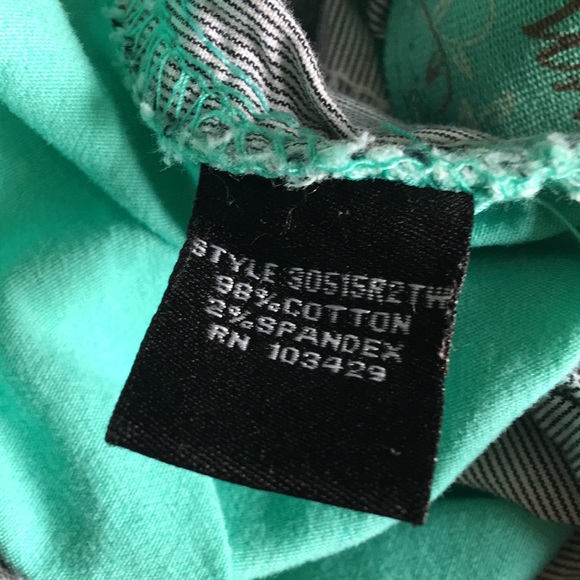 STYLE 30515R2TW
98%COTTON
2%SPANDEX
RN 103429